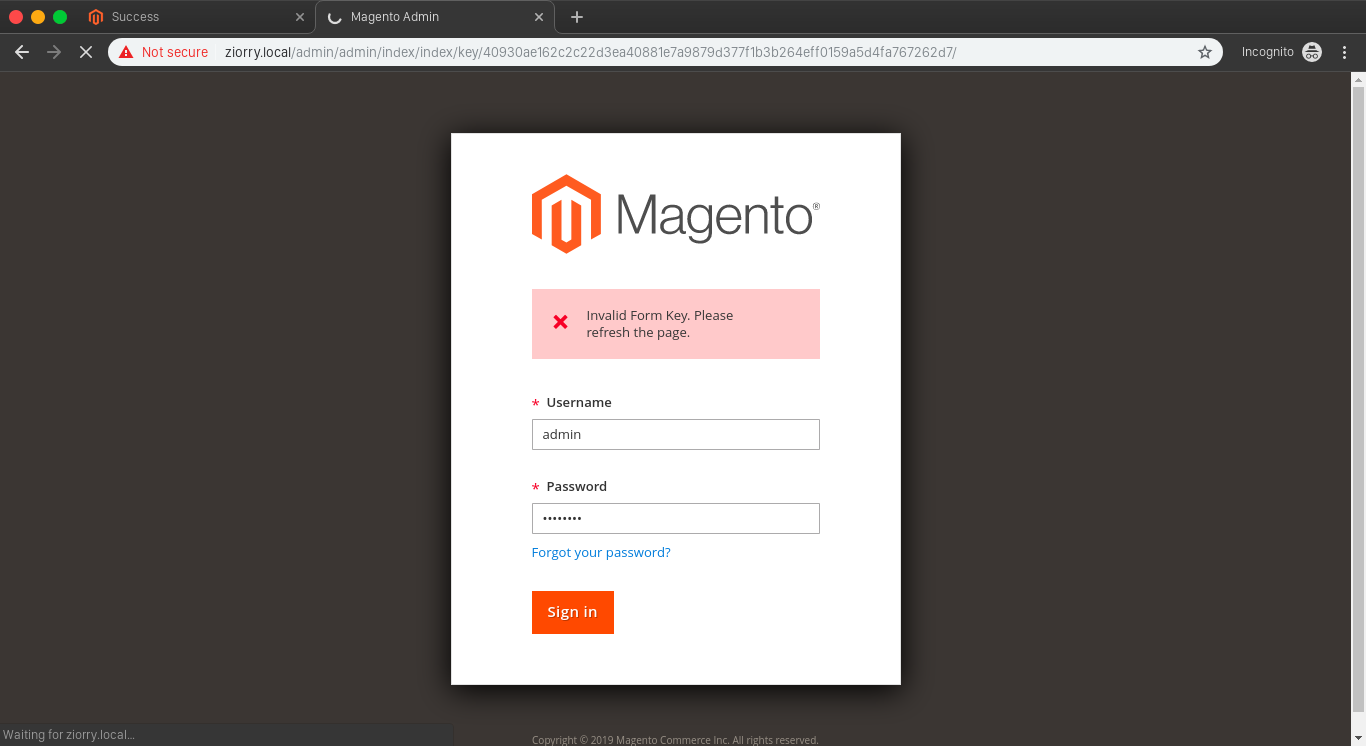 Success
Magento Admin
Not secure
ziorry.local/admin/admin/index/index/key/40930ae162c2c22d3ea40881e7a9879d377f1b3b264eff0159a5d4fa767262d7/
Incognito
Magento®
Invalid Form Key. Please
refresh the page.
* Username
admin
* Password
••••••••
Forgot your password?
Sign in
Waiting for ziorry.local...
Copyright © 2019 Magento Commerce Inc. All rights reserved.